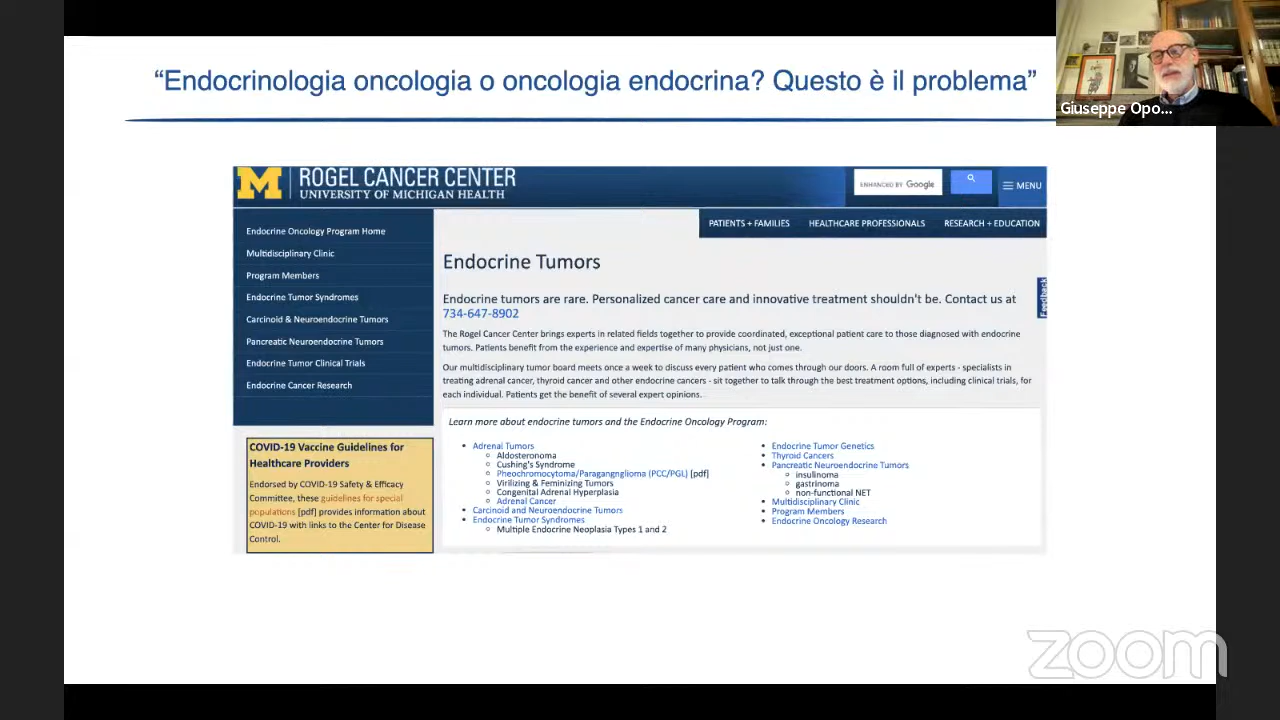 “Endocrinologia oncologia o oncologia endocrina? Questo è il problema”
Giuseppe Opo...
M
ROGEL CANCER CENTER
UNIVERSITY OF MICHIGAN HEALTH
ENHANCED BY Google
MENU
PATIENTS + FAMILIES
HEALTHCARE PROFESSIONALS
RESEARCH + EDUCATION
Endocrine Oncology Program Home
Multidisciplinary Clinic
Program Members
Endocrine Tumor Syndromes
Carcinoid & Neuroendocrine Tumors
Pancreatic Neuroendocrine Tumors
Endocrine Tumor Clinical Trials
Endocrine Cancer Research
COVID-19 Vaccine Guidelines for
Healthcare Providers
Endorsed by COVID-19 Safety & Efficacy
Committee, these guidelines for special
populations [pdf] provides information about
COVID-19 with links to the Center for Disease
Control.
Endocrine Tumors
Endocrine tumors are rare. Personalized cancer care and innovative treatment shouldn't be. Contact us at
734-647-8902
Feedback
The Rogel Cancer Center brings experts in related fields together to provide coordinated, exceptional patient care to those diagnosed with endocrine
tumors. Patients benefit from the experience and expertise of many physicians, not just one.
Our multidisciplinary tumor board meets once a week to discuss every patient who comes through our doors. A room full of experts - specialists in
treating adrenal cancer, thyroid cancer and other endocrine cancers - sit together to talk through the best treatment options, including clinical trials, for
each individual. Patients get the benefit of several expert opinions.
Learn more about endocrine tumors and the Endocrine Oncology Program:
Adrenal Tumors
Aldosteronoma
Cushing's Syndrome
Pheochromocytoma/Paragangnglioma (PCC/PGL) [pdf]
Virilizing & Feminizing Tumors
Congenital Adrenal Hyperplasia
Adrenal Cancer
Carcinoid and Neuroendocrine Tumors
Endocrine Tumor Syndromes
Multiple Endocrine Neoplasia Types 1 and 2
Endocrine Tumor Genetics
Thyroid Cancers
Pancreatic Neuroendocrine Tumors
insulinoma
gastrinoma
non-functional NET
Multidisciplinary Clinic
Program Members
Endocrine Oncology Research
zoom